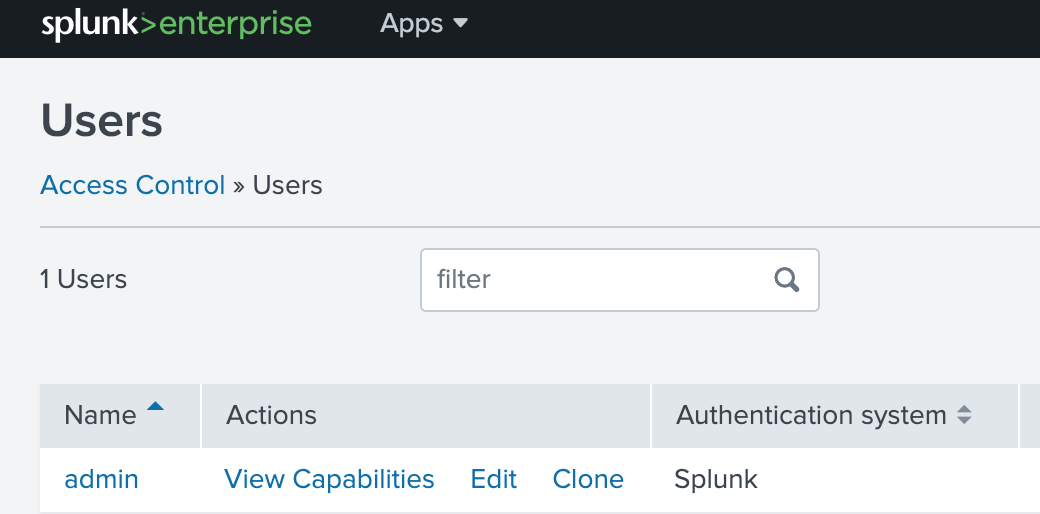 splunk>enterprise Apps
Users
Access Control » Users
1 Users filter
Name Actions Authentication system
admin View Capabilities Edit Clone Splunk